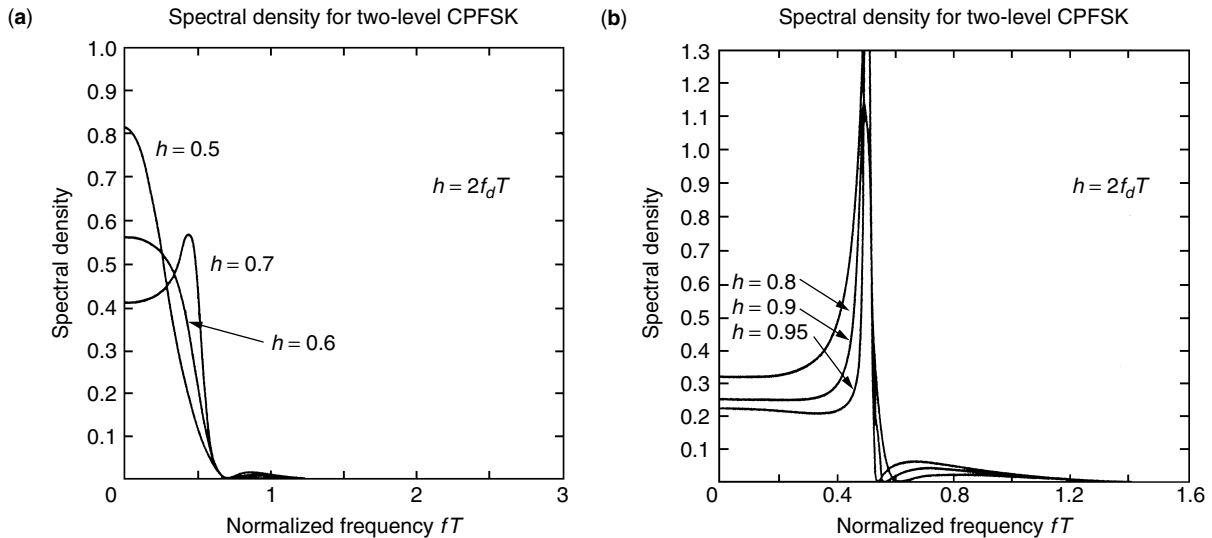 (a)
Spectral density for two-level CPFSK
1.0
0.9
0.8
0.7
0.6
0.5
0.4
0.3
0.2
0.1
0
1
2
3
Spectral density
Normalized frequency fT
h = 0.5
h = 0.7
h = 0.6
h = 2f_dT
(b)
Spectral density for two-level CPFSK
1.3
1.2
1.1
1.0
0.9
0.8
0.7
0.6
0.5
0.4
0.3
0.2
0.1
0
0.4
0.8
1.2
1.6
Spectral density
Normalized frequency fT
h = 0.8
h = 0.9
h = 0.95
h = 2f_dT